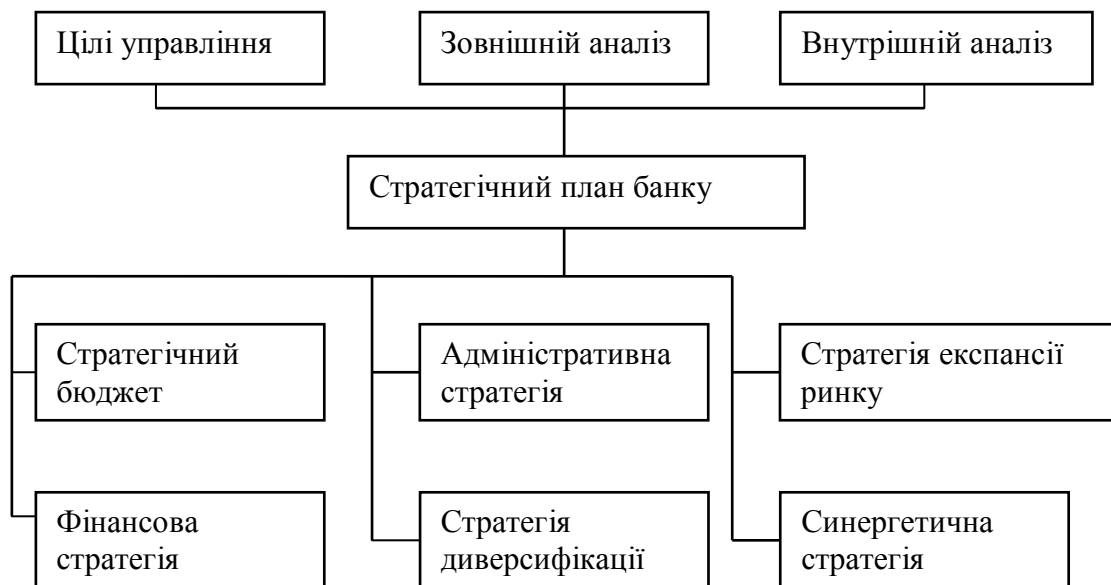 Цілі управління
Зовнішній аналіз
Внутрішній аналіз
Стратегічний план банку
Стратегічний
бюджет
Адміністративна
стратегія
Стратегія експансії
ринку
Фінансова
стратегія
Стратегія
диверсифікації
Синергетична
стратегія